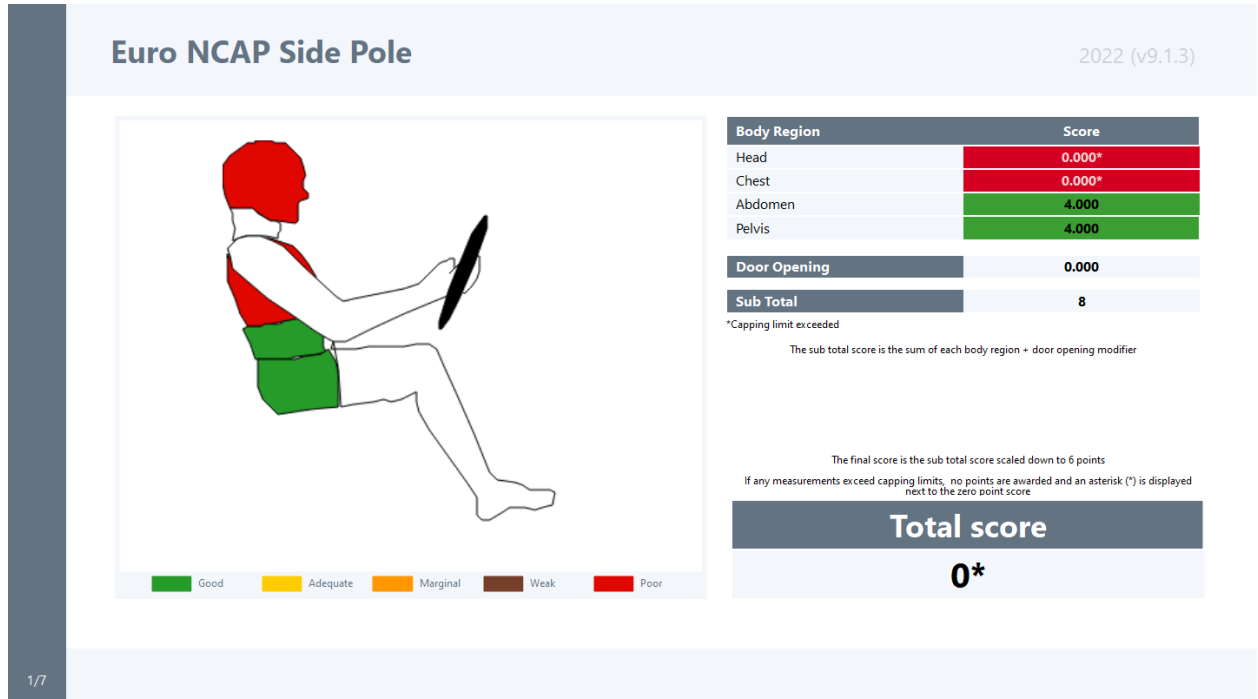 Euro NCAP Side Pole
2022 (v9.1.3)
Body Region Score
Head 0.000*
Chest 0.000*
Abdomen 4.000
Pelvis 4.000
Door Opening 0.000
Sub Total 8
*Capping limit exceeded
The sub total score is the sum of each body region + door opening modifier
The final score is the sub total score scaled down to 6 points
If any measurements exceed capping limits, no points are awarded and an asterisk (*) is displayed
next to the zero point score
Total score
0*
Good Adequate Marginal Weak Poor
1/7